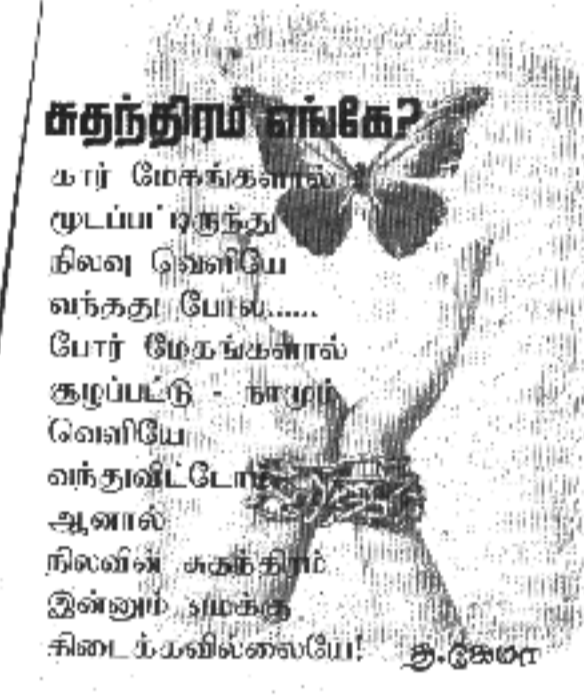 சுதந்திரம் எங்கே?
கார் மேகங்களால்
மூடப்பட்டிருந்து
நிலவு வெளியே
வந்தது போல......
போர் மேகங்களால்
சூழப்பட்டு - நாமும்
வெளியே
வந்துவிட்டோம்
ஆனால்
நிலவின் சுதந்திரம்
இன்னும் எமக்கு
கிடைக்கவில்லையே!